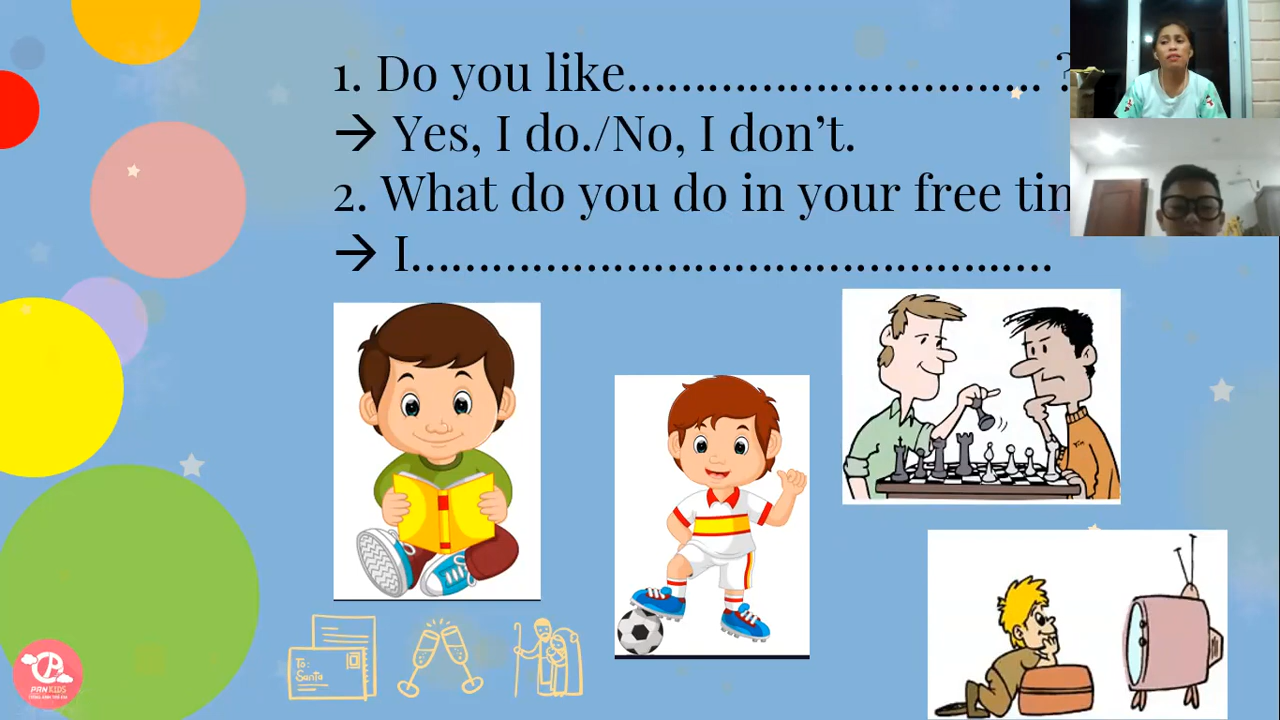 1. Do you like……………………………. ?
→ Yes, I do./No, I don’t.
2. What do you do in your free
→ I…………………………………………..….
To:
Santa
PAN KIDS